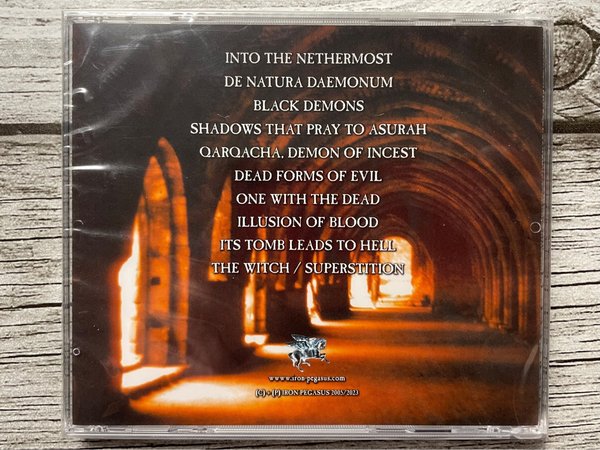 INTO THE NETHERMOST
DE NATURA DAEMONUM
BLACK DEMONS
SHADOWS THAT PRAY TO ASURAH
QARQACHA, DEMON OF INCEST
DEAD FORMS OF EVIL
ONE WITH THE DEAD
ILLUSION OF BLOOD
ITS TOMB LEADS TO HELL
THE WITCH / SUPERSTITION
www.iron-pegasus.com
(C) + (P) IRON PEGASUS 2005/2023